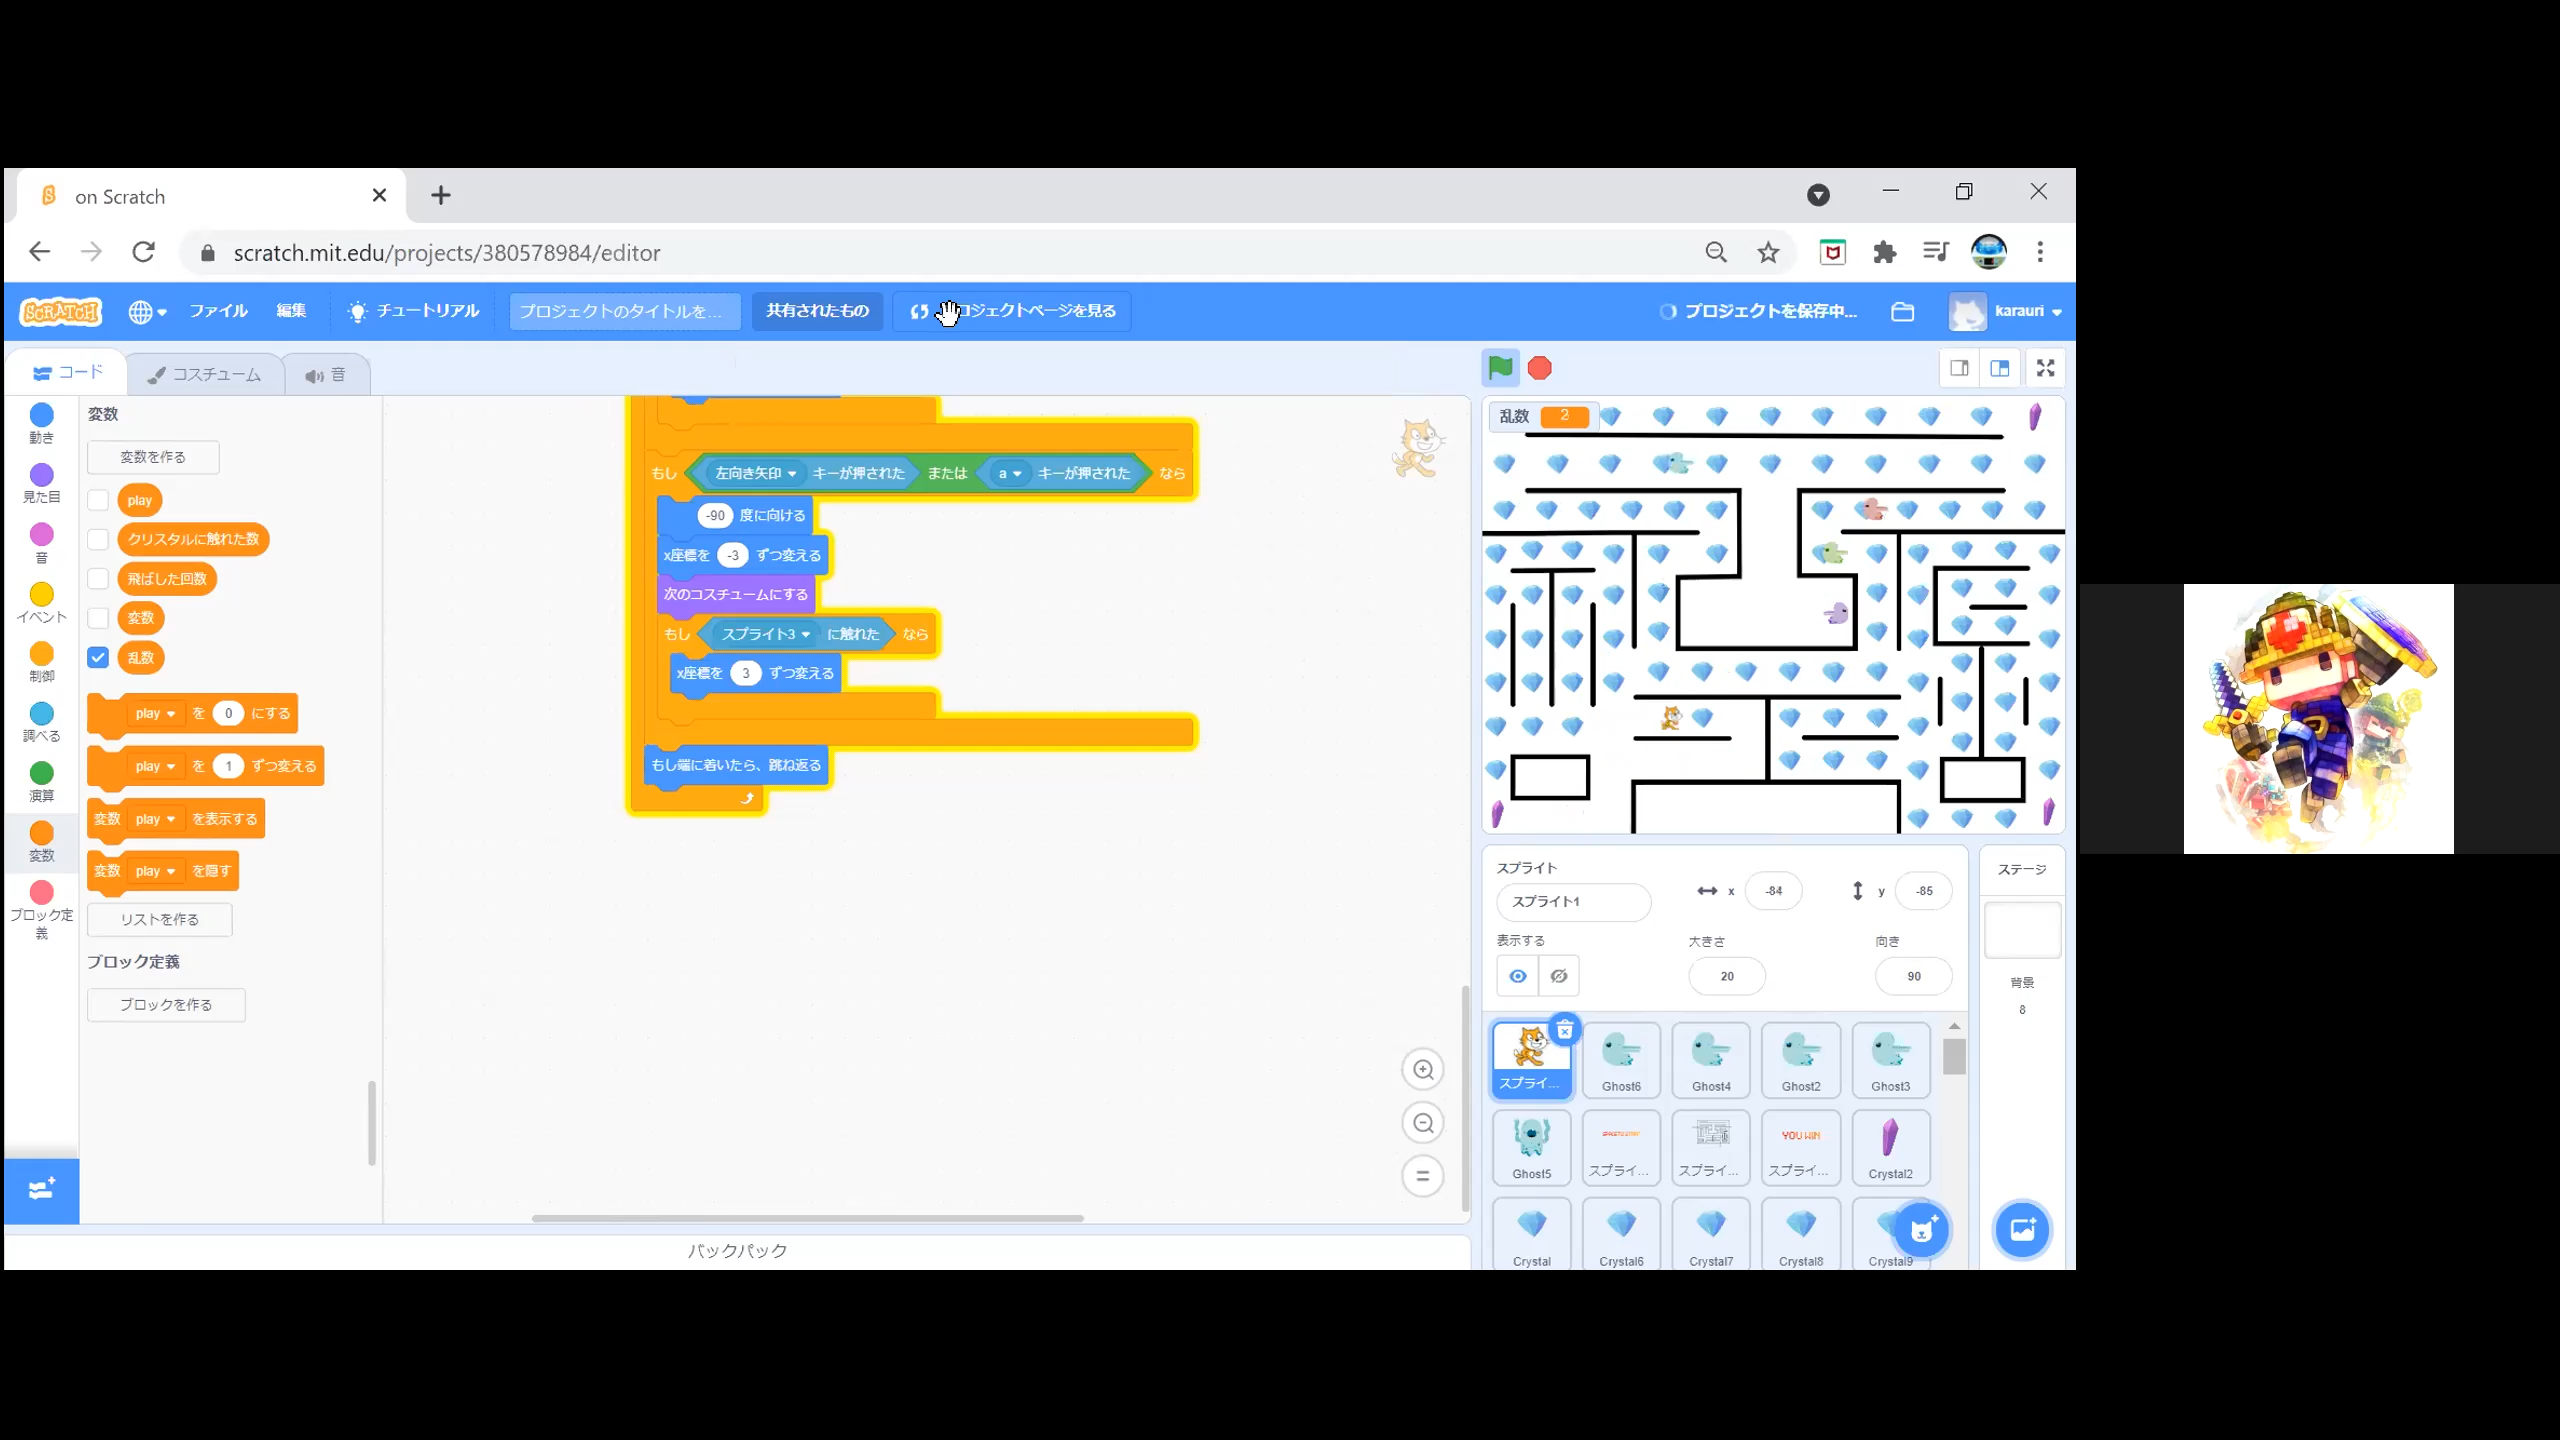 on Scratch
scratch.mit.edu/projects/380578984/editor
SCRATCH
ファイル
編集
チュートリアル
プロジェクトのタイトルを...
共有されたもの
ロジェクトページを見る
プロジェクトを保存中...
karauri
コード
コスチューム
音
動き
見た目
音
イベント
制御
調べる
演算
変数
ブロック定義
変数
変数を作る
play
クリスタルに触れた数
飛ばした回数
変数
乱数
play を 0 にする
play を 1 ずつ変える
変数 play を表示する
変数 play を隠す
リストを作る
ブロック定義
ブロックを作る
もし 左向き矢印 キーが押された または a キーが押された なら
-90 度に向ける
x座標を -3 ずつ変える
次のコスチュームにする
もし スプライト3 に触れた なら
x座標を 3 ずつ変える
もし端に着いたら、跳ね返る
バックパック
乱数 2
スプライト
スプライト1
x -84
y -85
表示する
大きさ
20
向き
90
ステージ
背景
8
スプライ...
Ghost6
Ghost4
Ghost2
Ghost3
Ghost5
スプライ...
スプライ...
YOU WIN
スプライ...
Crystal2
Crystal
Crystal6
Crystal7
Crystal8
Crystal9